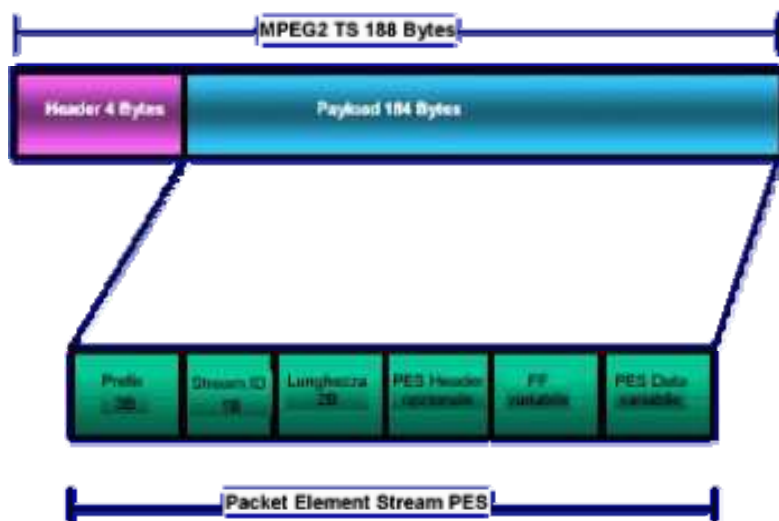 MPEG2 TS 188 Bytes
Header 4 Bytes
Payload 184 Bytes
Prefix
3B
Stream ID
1B
Lunghezza
2B
PES Header
opzionale
FF
variabile
PES Data
variabile
Packet Element Stream PES